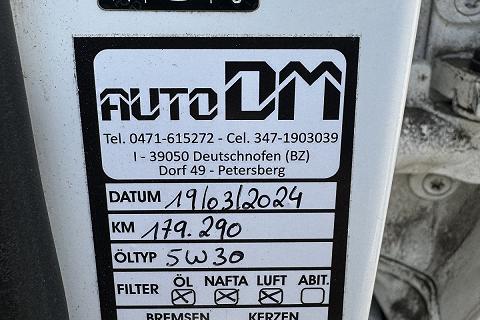 AUTO DM
Tel. 0471-615272 - Cel. 347-1903039
I - 39050 Deutschnofen (BZ)
Dorf 49 - Petersberg
DATUM 19/03/2024
KM 179.290
ÖLTYP 5W30
FILTER ÖL NAFTA LUFT ABIT.
BREMSEN KERZEN